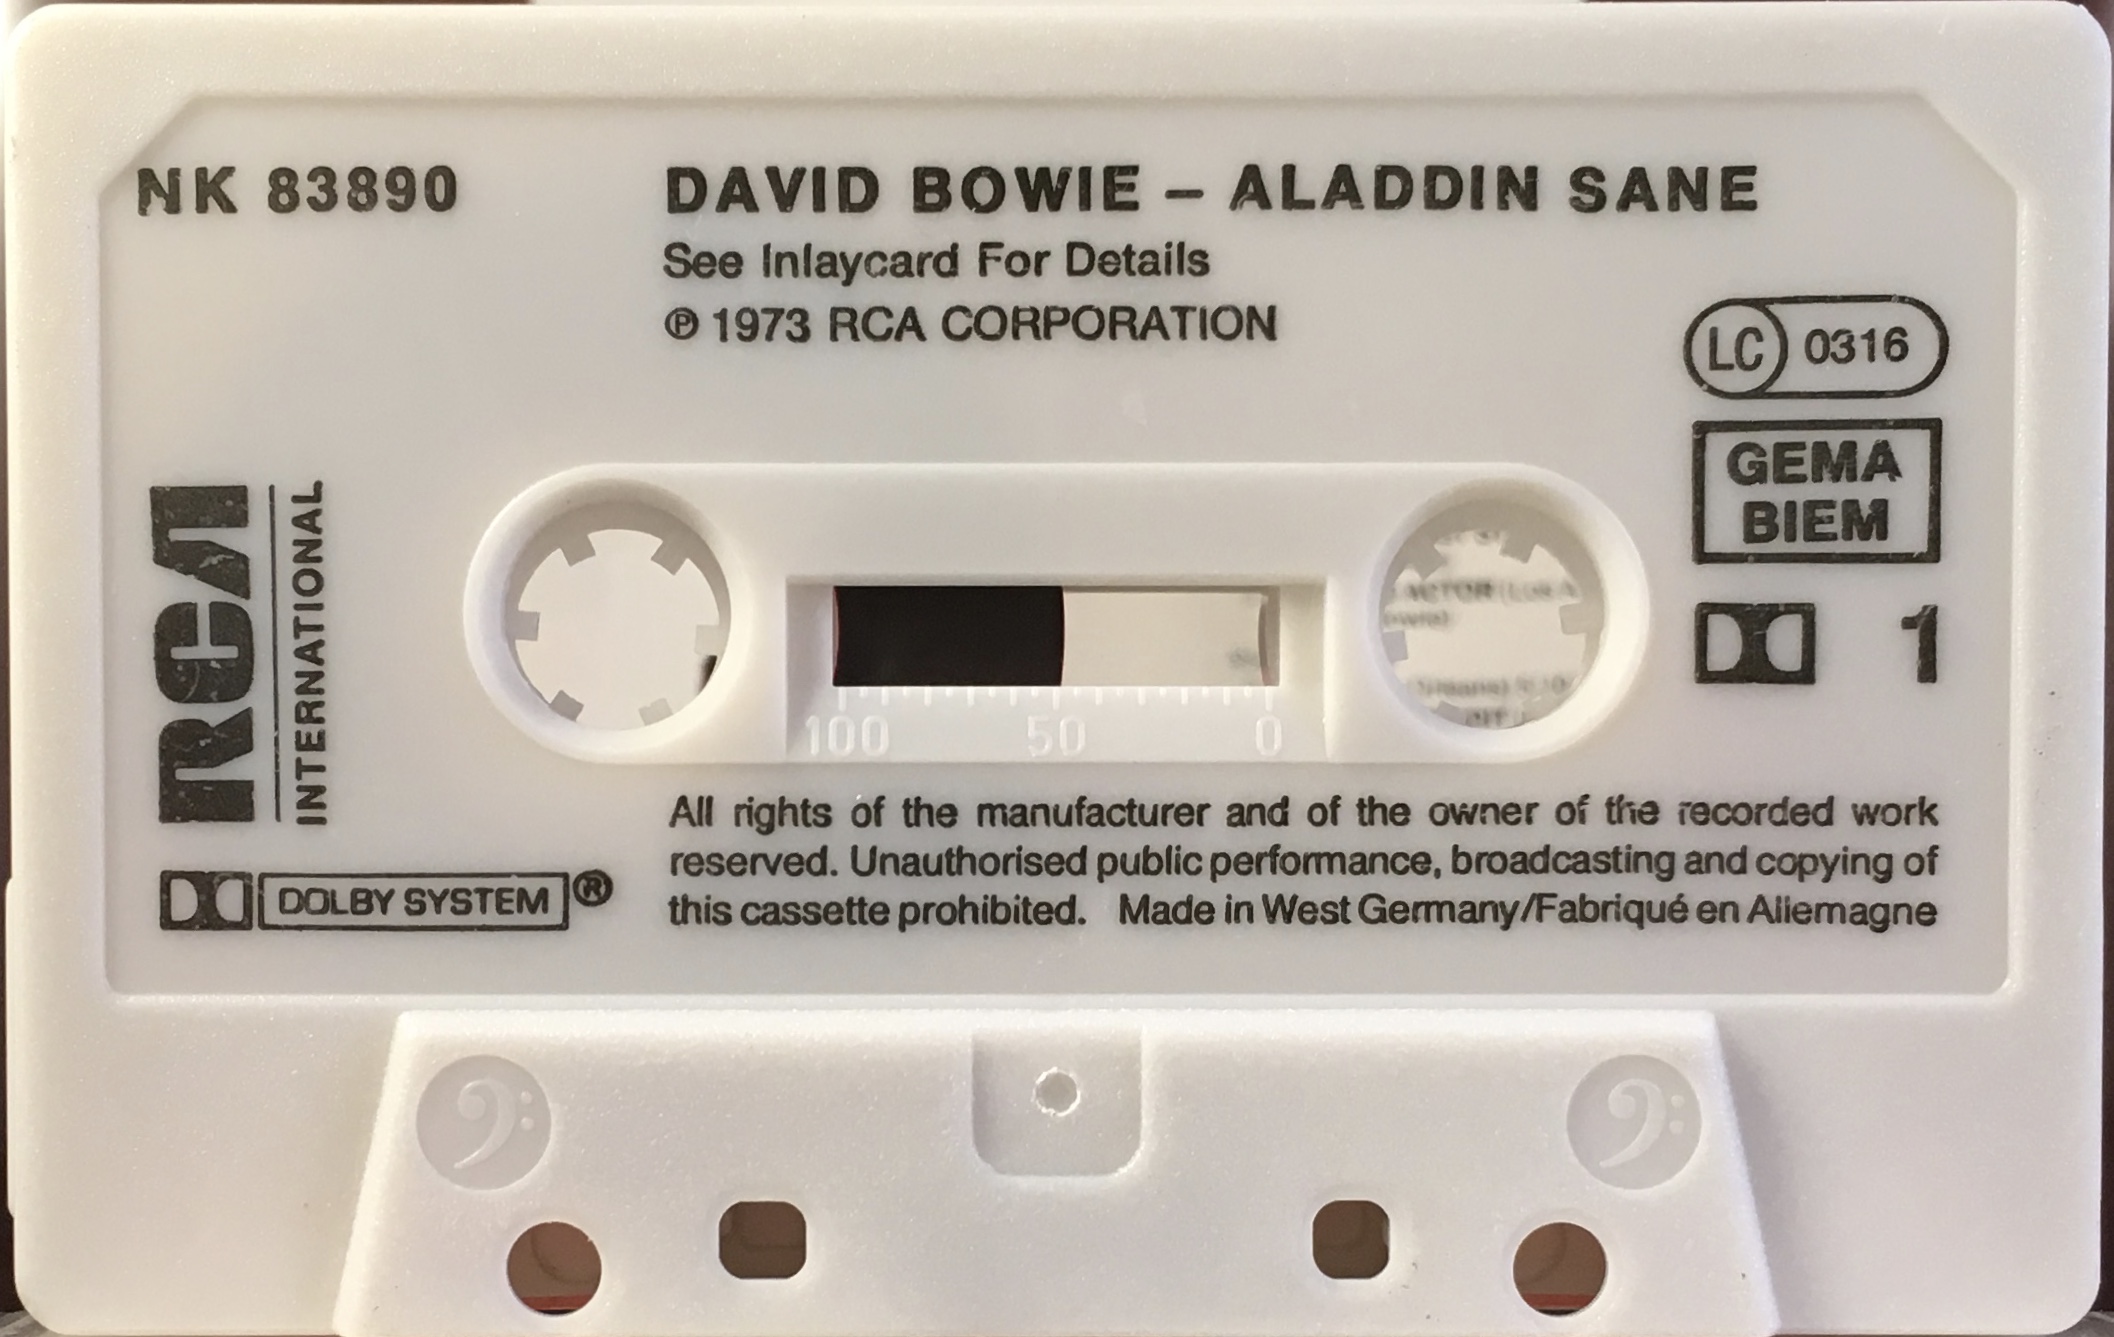 NK 83890
DAVID BOWIE – ALADDIN SANE
See Inlaycard For Details
℗ 1973 RCA CORPORATION
LC 0316
GEMA
BIEM
1
RCA
INTERNATIONAL
100 50 0
DOLBY SYSTEM ®
All rights of the manufacturer and of the owner of the recorded work
reserved. Unauthorised public performance, broadcasting and copying of
this cassette prohibited. Made in West Germany/Fabriqué en Allemagne